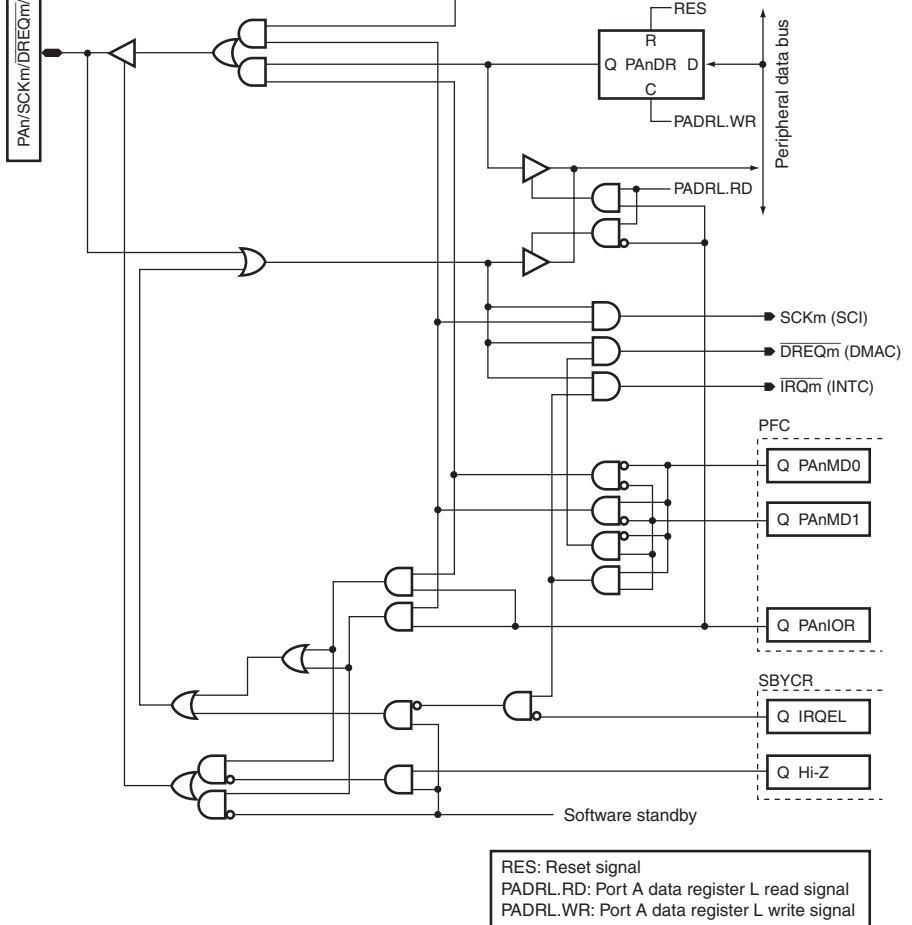 PAn/SCKm/DREQm/
RES
R
Q PAnDR D
C
PADRL.WR
Peripheral data bus
PADRL.RD
SCKm (SCI)
DREQm (DMAC)
IRQm (INTC)
PFC
Q PAnMD0
Q PAnMD1
Q PAnIOR
SBYCR
Q IRQEL
Q Hi-Z
Software standby
RES: Reset signal
PADRL.RD: Port A data register L read signal
PADRL.WR: Port A data register L write signal